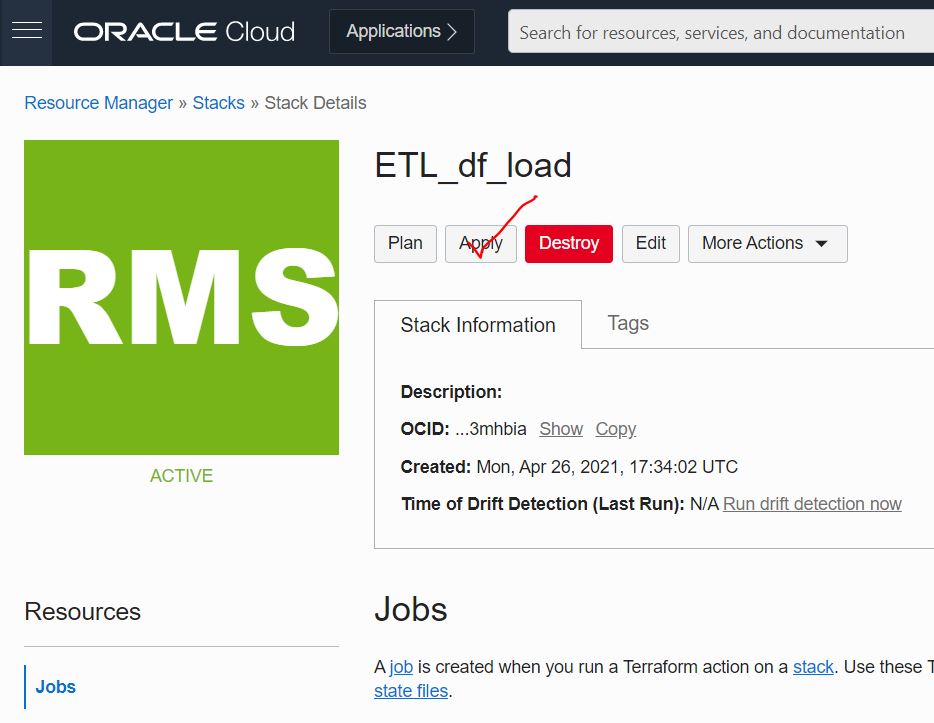 ORACLE Cloud
Applications
Search for resources, services, and documentation
Resource Manager » Stacks » Stack Details
RMS
ACTIVE
ETL_df_load
Plan
Apply
Destroy
Edit
More Actions
Stack Information
Tags
Description:
OCID: ...3mhbia Show Copy
Created: Mon, Apr 26, 2021, 17:34:02 UTC
Time of Drift Detection (Last Run): N/A Run drift detection now
Resources
Jobs
Jobs
A job is created when you run a Terraform action on a stack. Use these T
state files.